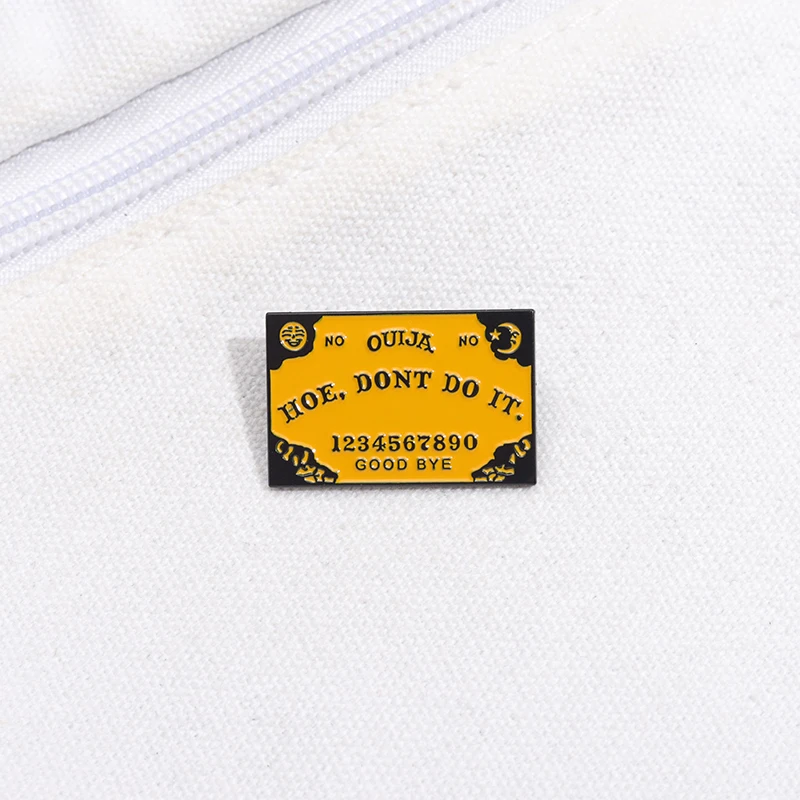 NO OUIJA NO
HOE, DONT DO IT.
1234567890
GOOD BYE